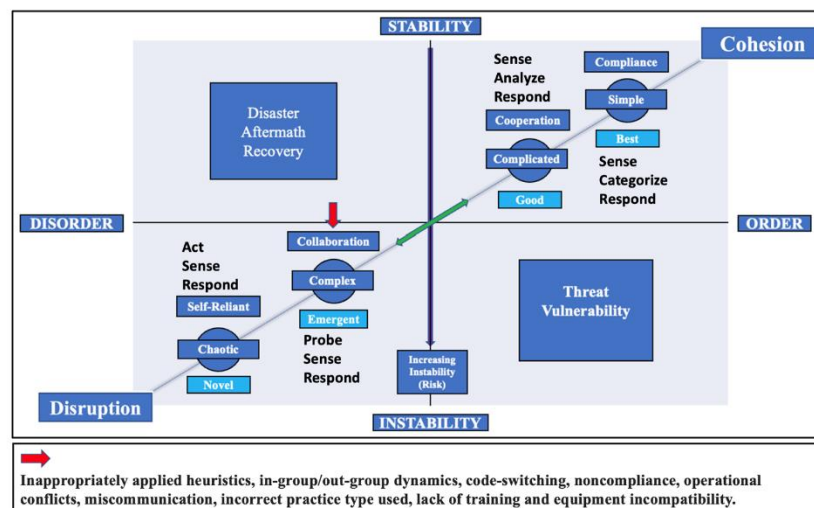 STABILITY
Cohesion
Sense
Analyze
Respond
Compliance
Simple
Best
Cooperation
Complicated
Good
Sense
Categorize
Respond
Disaster
Aftermath
Recovery
DISORDER
ORDER
Collaboration
Complex
Emergent
Probe
Sense
Respond
Act
Sense
Respond
Self-Reliant
Chaotic
Novel
Threat
Vulnerability
Increasing
Instability
(Risk)
Disruption
INSTABILITY
Inappropriately applied heuristics, in-group/out-group dynamics, code-switching, noncompliance, operational
conflicts, miscommunication, incorrect practice type used, lack of training and equipment incompatibility.